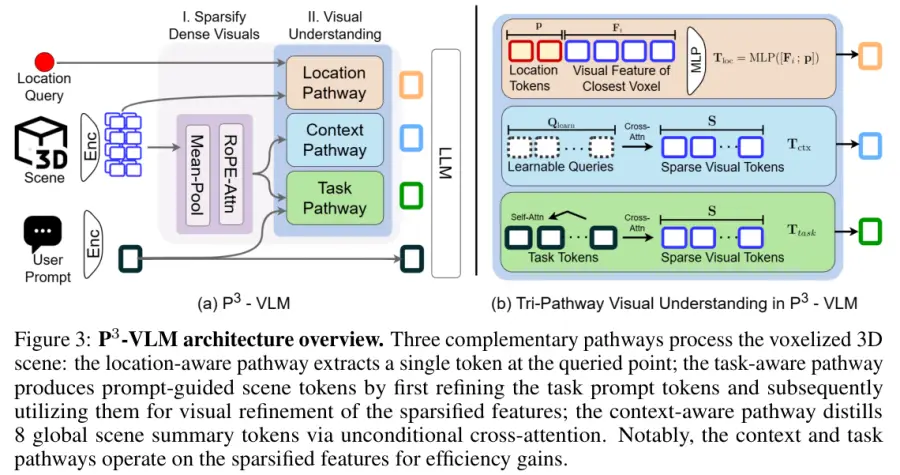 I. Sparsify
Dense Visuals
II. Visual
Understanding
Location
Query
3D
Scene
Enc
Mean-Pool
RoPE-Attn
Location
Pathway
Context
Pathway
Task
Pathway
LLM
User
Prompt
Enc
(a) P³ - VLM
p
F_i
Location
Tokens
Visual Feature of
Closest Voxel
MLP
T_loc = MLP([F_i ; p])
Q_learn
Learnable Queries
Cross-
Attn
S
Sparse Visual Tokens
T_ctx
Self-Attn
Task Tokens
Cross-
Attn
S
Sparse Visual Tokens
T_task
(b) Tri-Pathway Visual Understanding in P³ - VLM
Figure 3: P³-VLM architecture overview. Three complementary pathways process the voxelized 3D
scene: the location-aware pathway extracts a single token at the queried point; the task-aware pathway
produces prompt-guided scene tokens by first refining the task prompt tokens and subsequently
utilizing them for visual refinement of the sparsified features; the context-aware pathway distills
8 global scene summary tokens via unconditional cross-attention. Notably, the context and task
pathways operate on the sparsified features for efficiency gains.